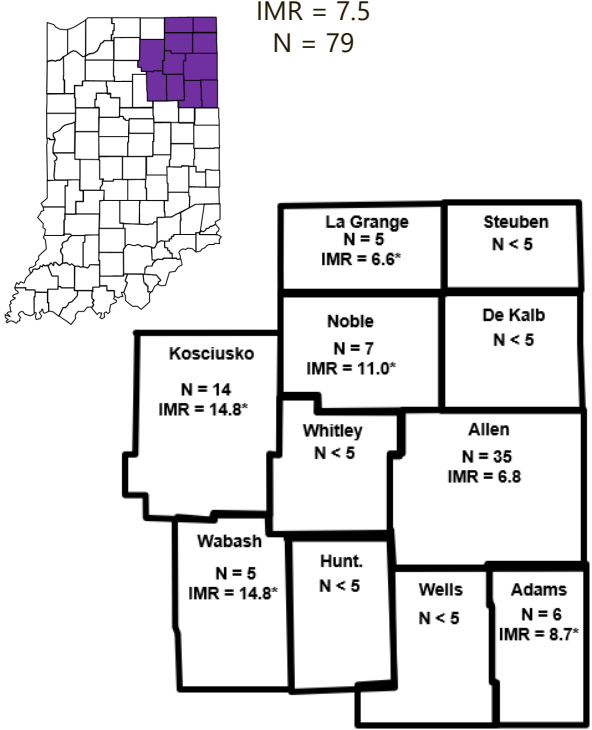 IMR = 7.5
N = 79
La Grange
N = 5
IMR = 6.6*
Steuben
N < 5
Noble
N = 7
IMR = 11.0*
De Kalb
N < 5
Kosciusko
N = 14
IMR = 14.8*
Whitley
N < 5
Allen
N = 35
IMR = 6.8
Wabash
N = 5
IMR = 14.8*
Hunt.
N < 5
Wells
N < 5
Adams
N = 6
IMR = 8.7*